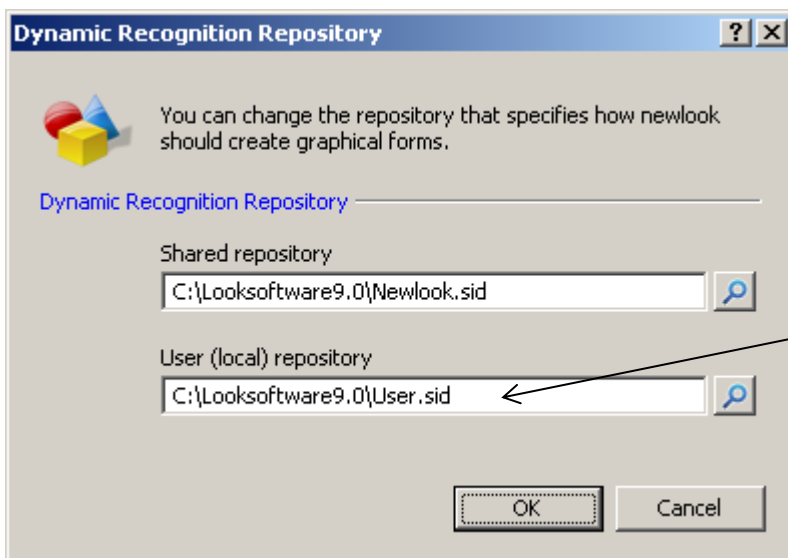 Dynamic Recognition Repository
You can change the repository that specifies how newlook
should create graphical forms.
Dynamic Recognition Repository
Shared repository
C:\Looksoftware9.0\Newlook.sid
User (local) repository
C:\Looksoftware9.0\User.sid
OK Cancel